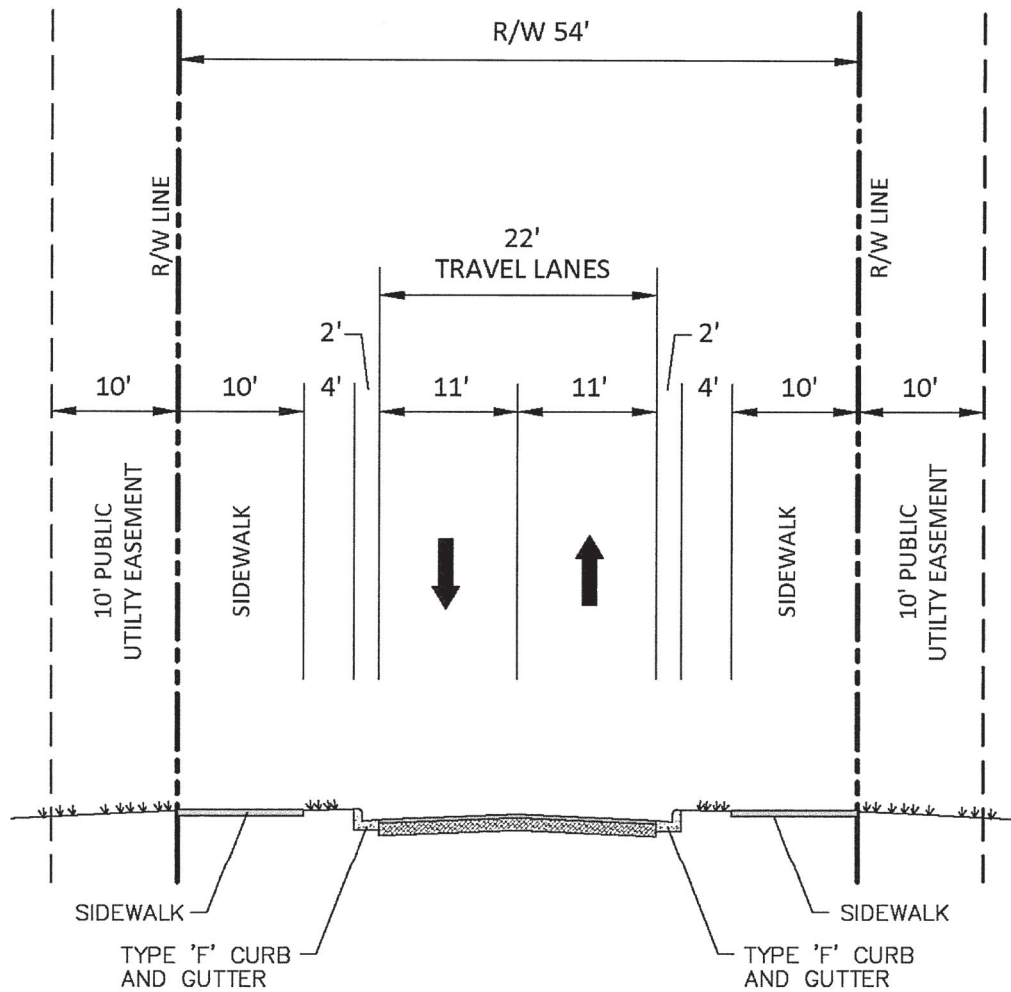 R/W 54'
R/W LINE
R/W LINE
22'
TRAVEL LANES
2'
2'
10'
10'
4'
11'
11'
4'
10'
10'
10' PUBLIC
UTILTY EASEMENT
SIDEWALK
SIDEWALK
10' PUBLIC
UTILTY EASEMENT
SIDEWALK
SIDEWALK
TYPE 'F' CURB
AND GUTTER
TYPE 'F' CURB
AND GUTTER